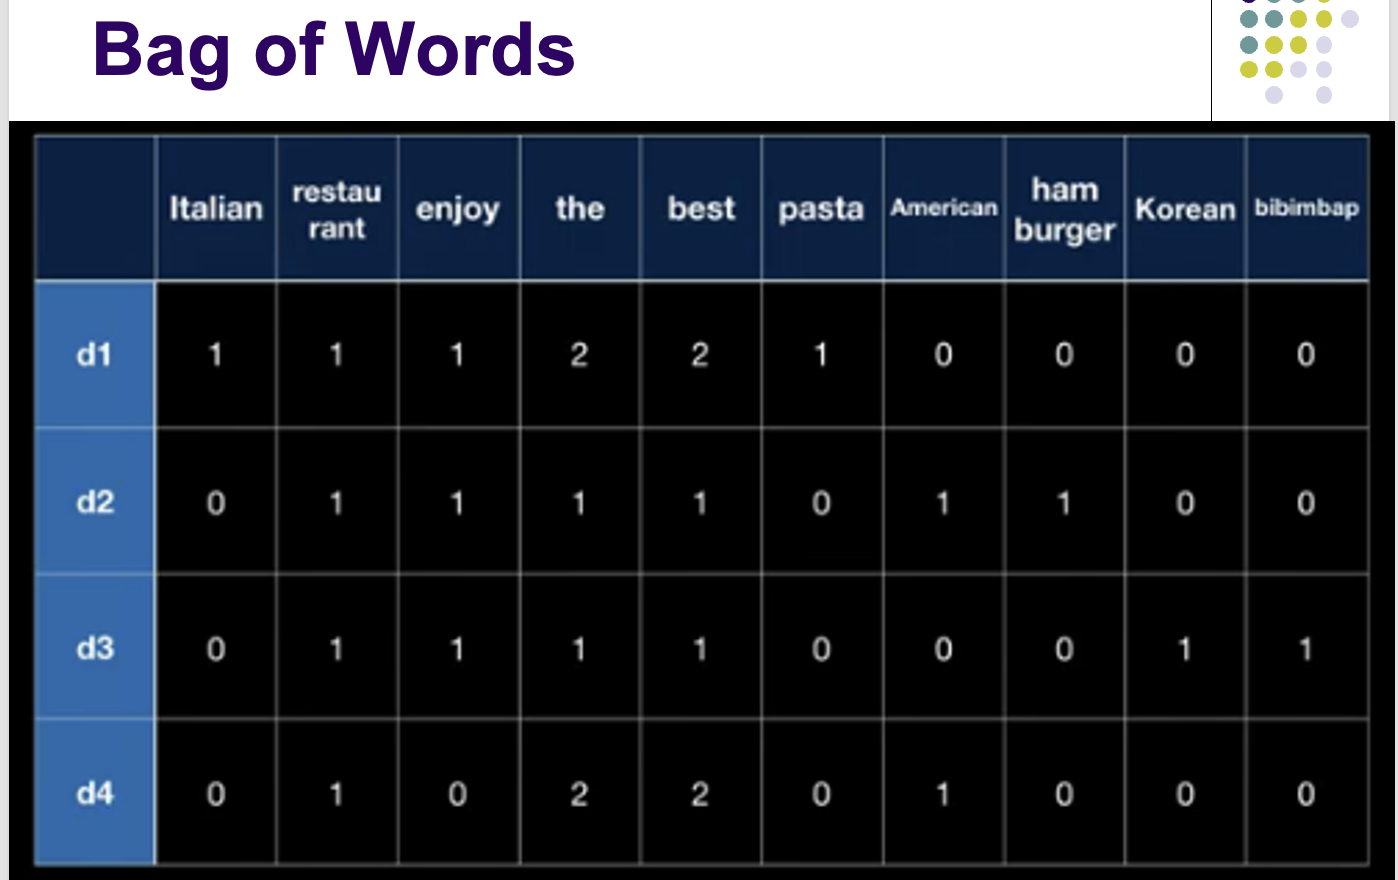 Bag of Words
Italian restau rant enjoy the best pasta American ham burger Korean bibimbap
d1 1 1 1 2 2 1 0 0 0 0
d2 0 1 1 1 1 0 1 1 0 0
d3 0 1 1 1 1 0 0 0 1 1
d4 0 1 0 2 2 0 1 0 0 0